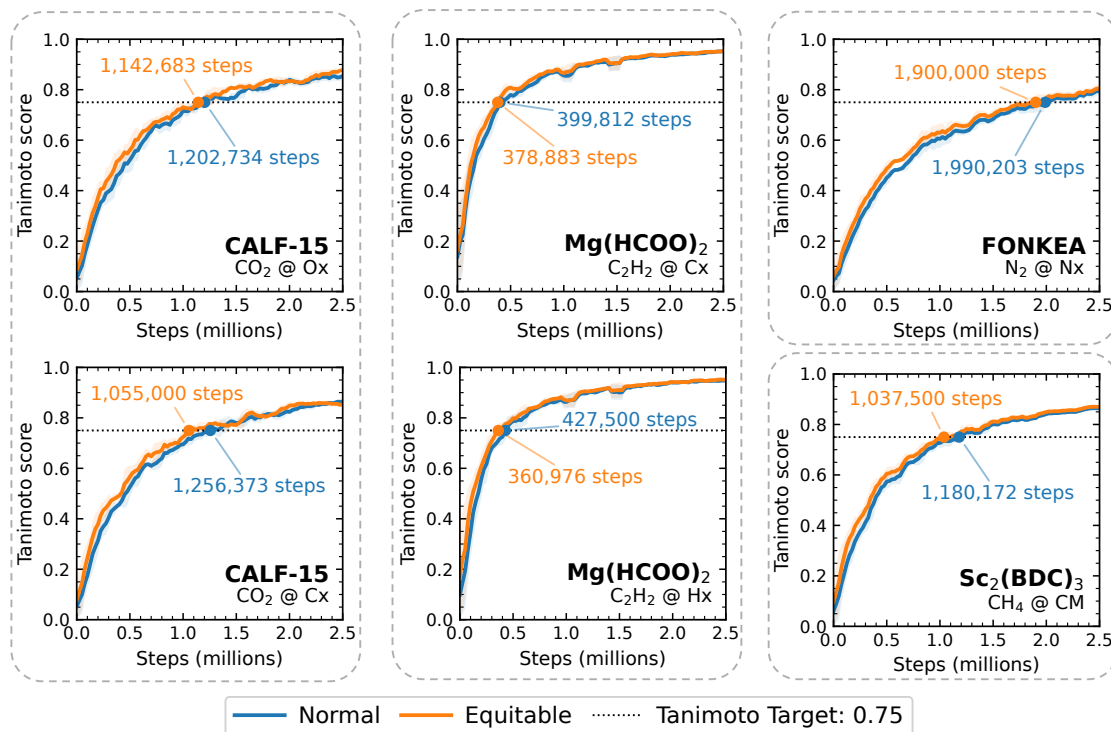 1.0
0.8
0.6
0.4
0.2
0.0
Tanimoto score
1,142,683 steps
1,202,734 steps
CALF-15
CO₂ @ Ox
0.0 0.5 1.0 1.5 2.0 2.5
Steps (millions)
1.0
0.8
0.6
0.4
0.2
0.0
Tanimoto score
399,812 steps
378,883 steps
Mg(HCOO)₂
C₂H₂ @ Cx
0.0 0.5 1.0 1.5 2.0 2.5
Steps (millions)
1.0
0.8
0.6
0.4
0.2
0.0
Tanimoto score
1,900,000 steps
1,990,203 steps
FONKEA
N₂ @ Nx
0.0 0.5 1.0 1.5 2.0 2.5
Steps (millions)
1.0
0.8
0.6
0.4
0.2
0.0
Tanimoto score
1,055,000 steps
1,256,373 steps
CALF-15
CO₂ @ Cx
0.0 0.5 1.0 1.5 2.0 2.5
Steps (millions)
1.0
0.8
0.6
0.4
0.2
0.0
Tanimoto score
427,500 steps
360,976 steps
Mg(HCOO)₂
C₂H₂ @ Hx
0.0 0.5 1.0 1.5 2.0 2.5
Steps (millions)
1.0
0.8
0.6
0.4
0.2
0.0
Tanimoto score
1,037,500 steps
1,180,172 steps
Sc₂(BDC)₃
CH₄ @ CM
0.0 0.5 1.0 1.5 2.0 2.5
Steps (millions)
Normal Equitable Tanimoto Target: 0.75